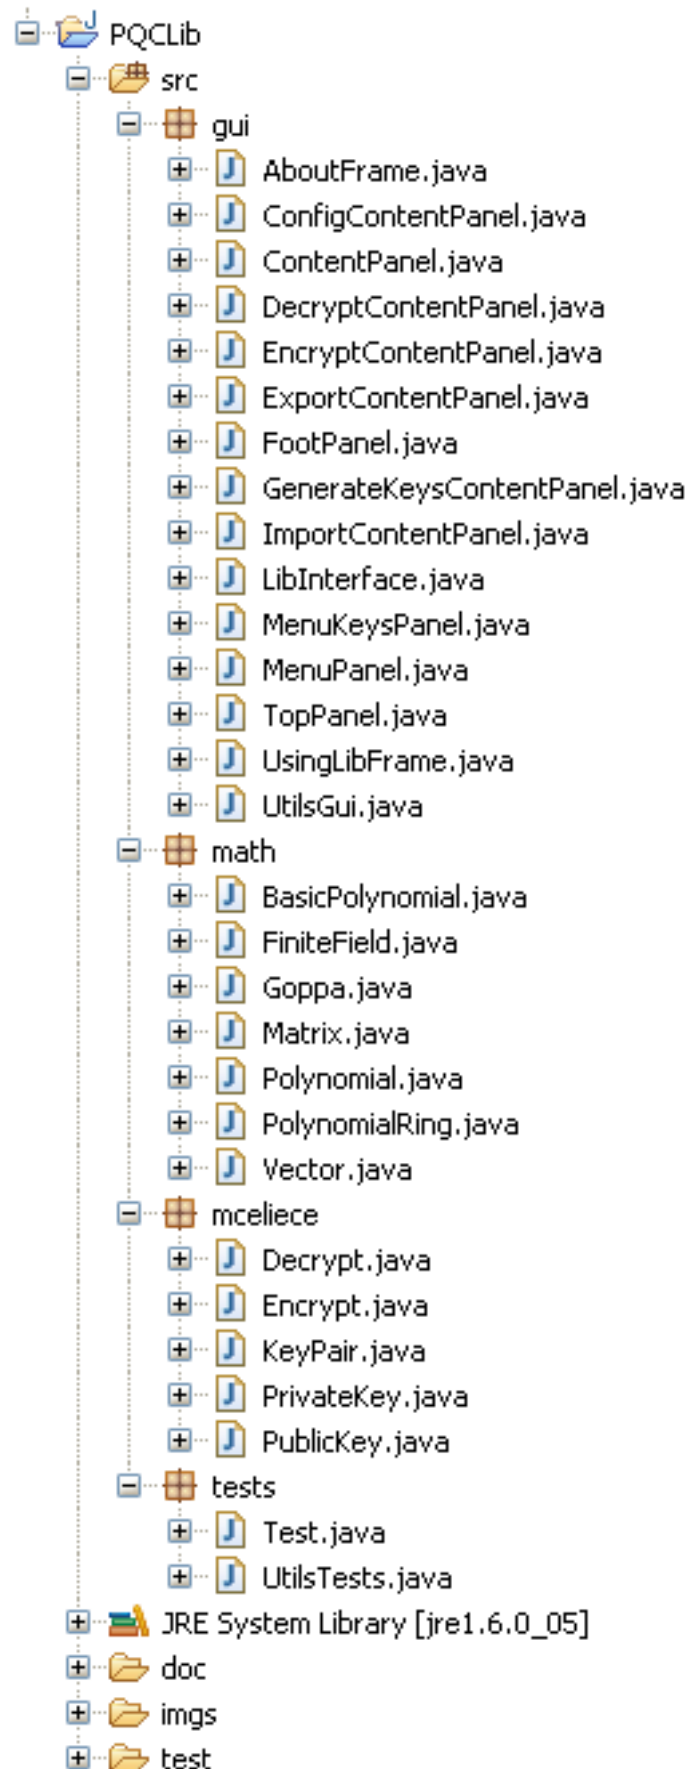 PQCLib
src
gui
AboutFrame.java
ConfigContentPanel.java
ContentPanel.java
DecryptContentPanel.java
EncryptContentPanel.java
ExportContentPanel.java
FootPanel.java
GenerateKeysContentPanel.java
ImportContentPanel.java
LibInterface.java
MenuKeysPanel.java
MenuPanel.java
TopPanel.java
UsingLibFrame.java
UtilsGui.java
math
BasicPolynomial.java
FiniteField.java
Goppa.java
Matrix.java
Polynomial.java
PolynomialRing.java
Vector.java
mceliece
Decrypt.java
Encrypt.java
KeyPair.java
PrivateKey.java
PublicKey.java
tests
Test.java
UtilsTests.java
JRE System Library [jre1.6.0_05]
doc
imgs
test